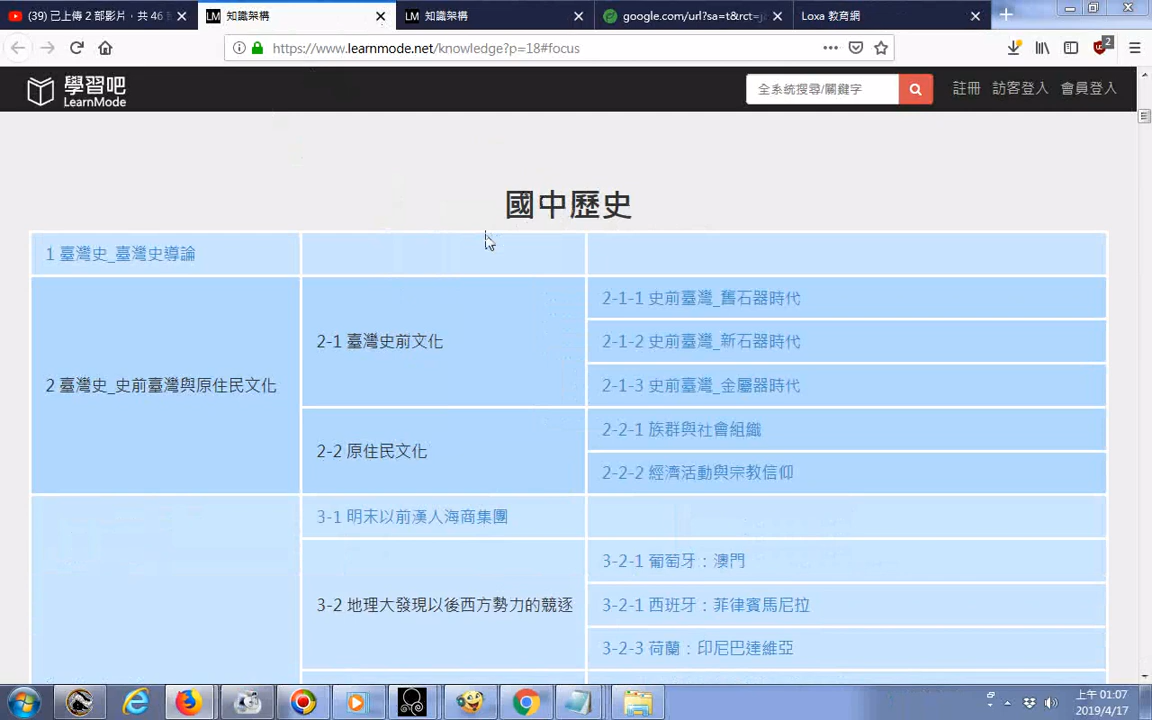 (39) 已上傳 2 部影片，共 46
知識架構
知識架構
google.com/url?sa=t&rct=j
Loxa 教育網
https://www.learnmode.net/knowledge?p=18#focus
2
學習吧
LearnMode
全系統搜尋/關鍵字
註冊
訪客登入
會員登入
國中歷史
1 臺灣史_臺灣史導論
2 臺灣史_史前臺灣與原住民文化
2-1 臺灣史前文化
2-1-1 史前臺灣_舊石器時代
2-1-2 史前臺灣_新石器時代
2-1-3 史前臺灣_金屬器時代
2-2 原住民文化
2-2-1 族群與社會組織
2-2-2 經濟活動與宗教信仰
3-1 明末以前漢人海商集團
3-2 地理大發現以後西方勢力的競逐
3-2-1 葡萄牙：澳門
3-2-1 西班牙：菲律賓馬尼拉
3-2-3 荷蘭：印尼巴達維亞
上午 01:07
2019/4/17